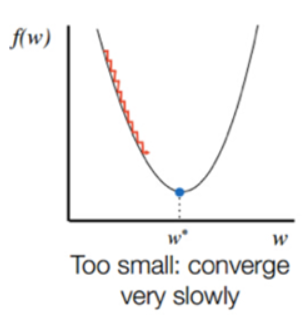 f(w)
w*
w
Too small: converge
very slowly